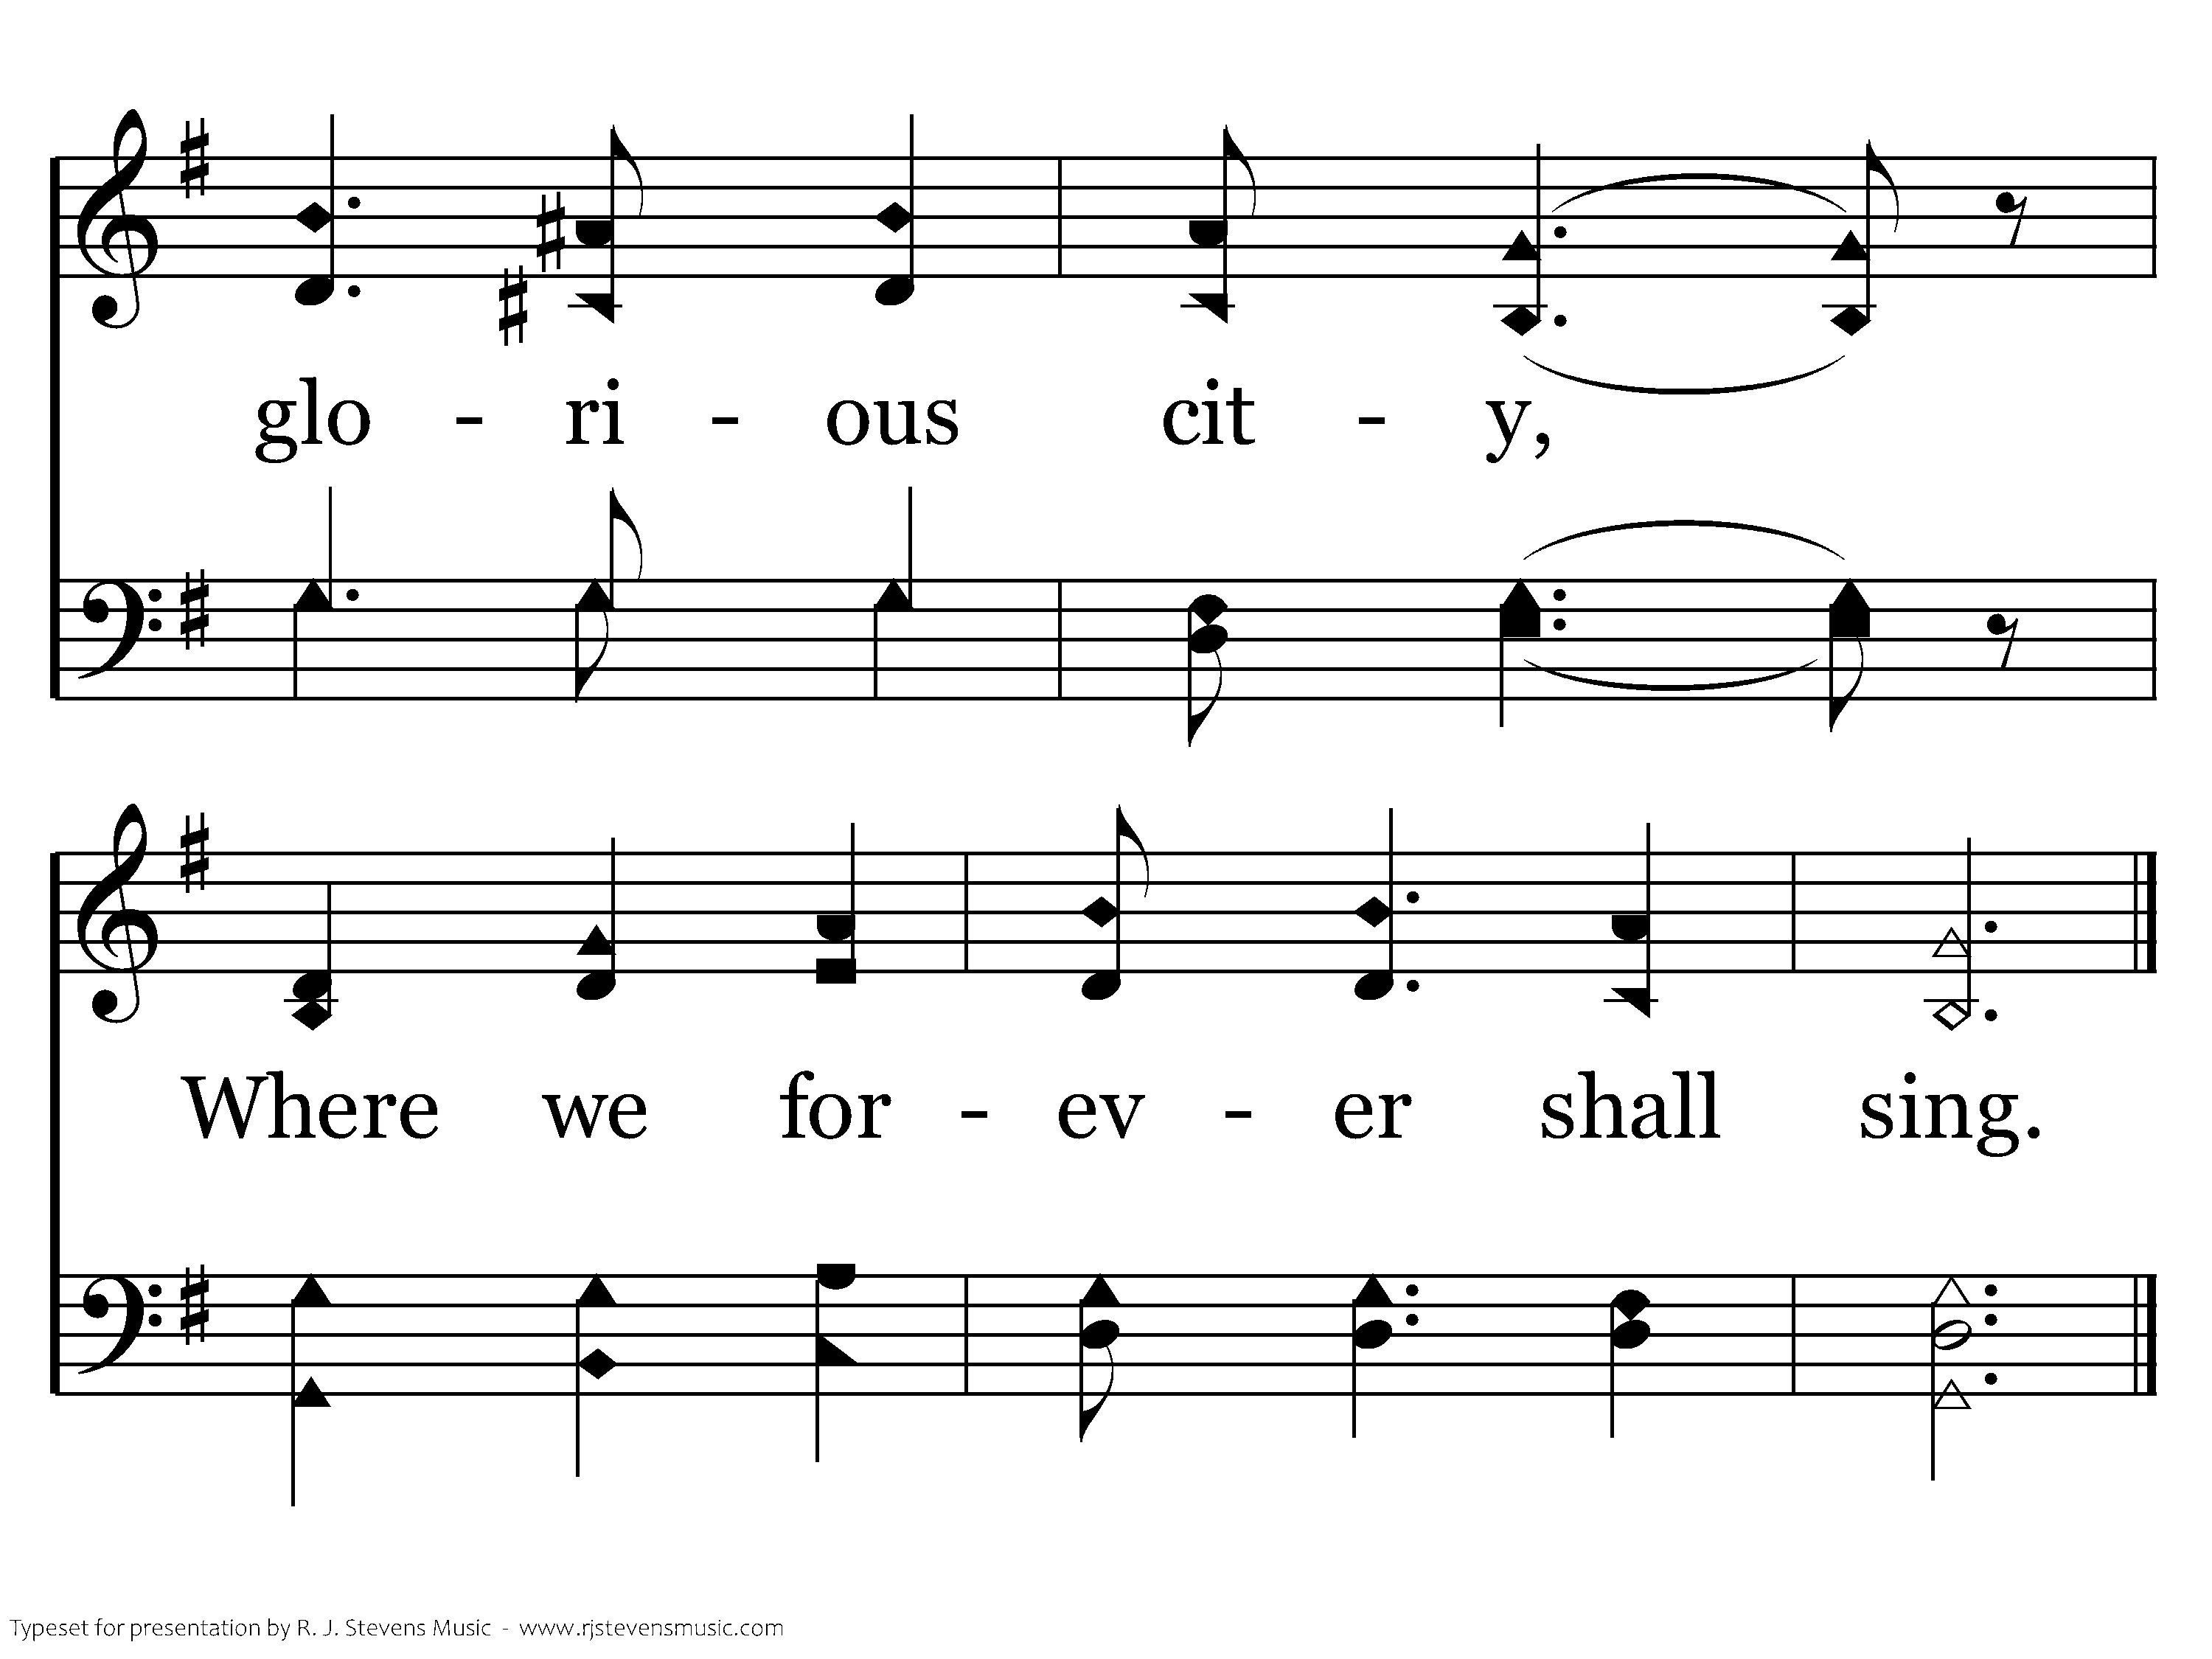 glo - ri - ous cit - y,
Where we for - ev - er shall sing.
Typeset for presentation by R. J. Stevens Music - www.rjstevensmusic.com